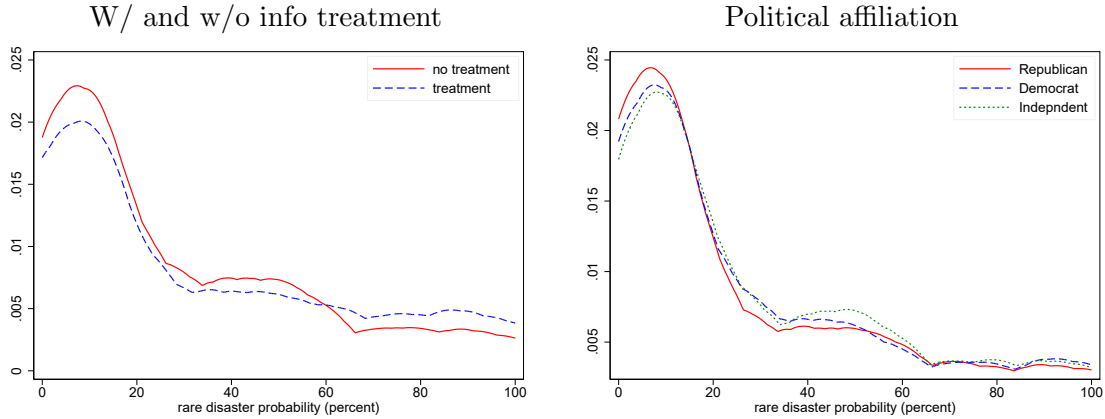 W/ and w/o info treatment
.025
.02
.015
.01
.005
0
no treatment
treatment
0 20 40 60 80 100
rare disaster probability (percent)
Political affiliation
.025
.02
.015
.01
.005
Republican
Democrat
Indepndent
0 20 40 60 80 100
rare disaster probability (percent)